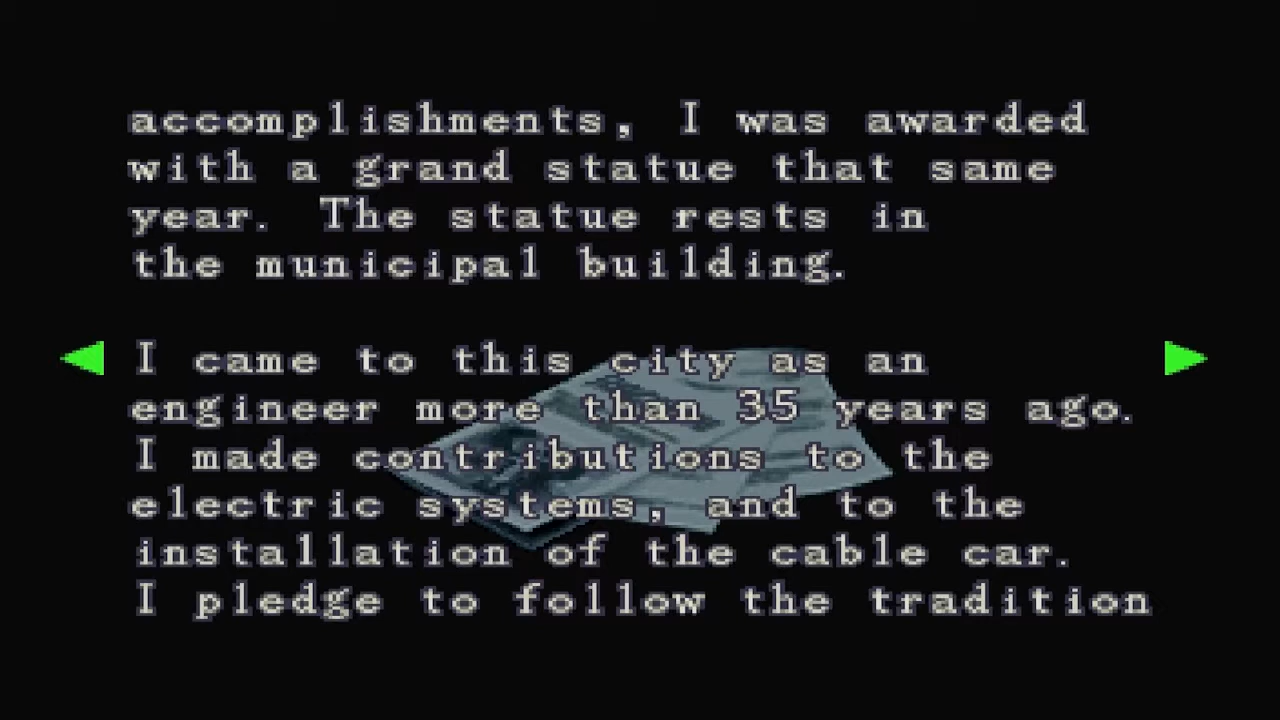 accomplishments, I was awarded
with a grand statue that same
year. The statue rests in
the municipal building.
I came to this city as an
engineer more than 35 years ago.
I made contributions to the
electric systems, and to the
installation of the cable car.
I pledge to follow the tradition